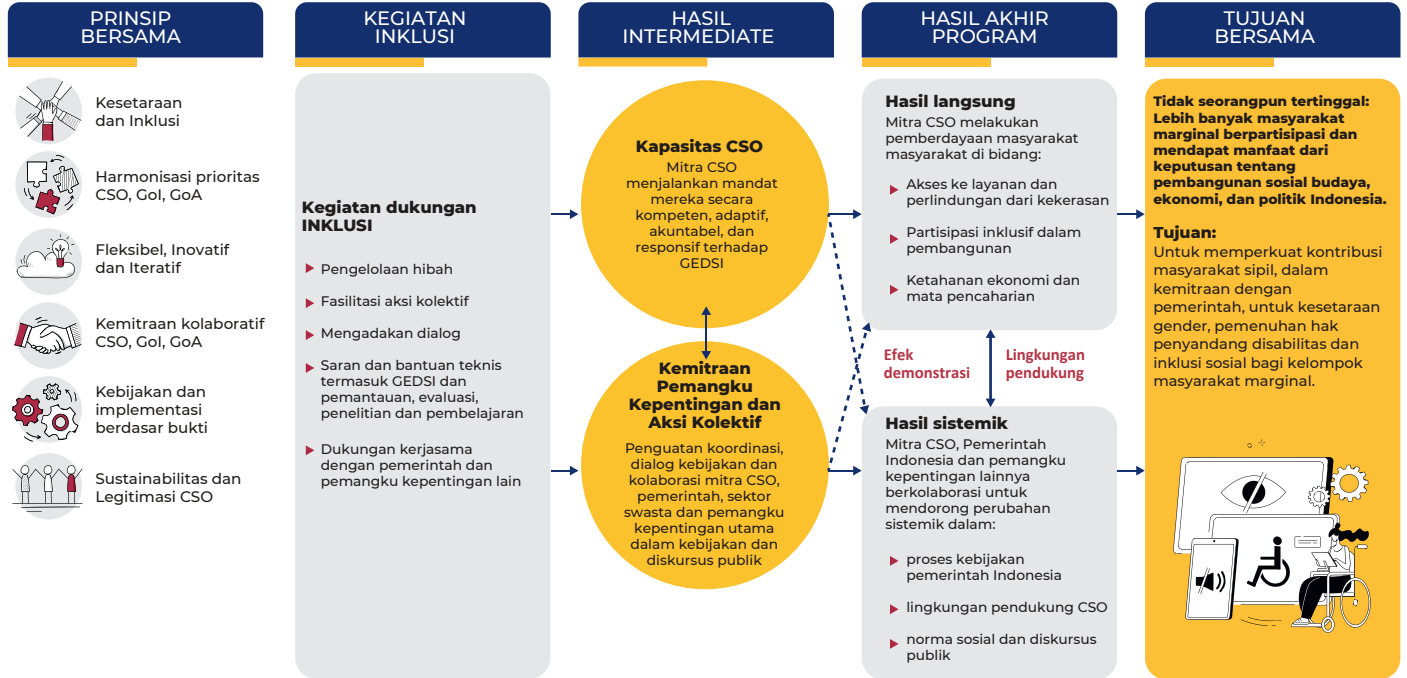 PRINSIP
BERSAMA
Kesetaraan
dan Inklusi
Harmonisasi prioritas
CSO, GoI, GoA
Fleksibel, Inovatif
dan Iteratif
Kemitraan kolaboratif
CSO, GoI, GoA
Kebijakan dan
implementasi
berdasar bukti
Sustainabilitas dan
Legitimasi CSO
KEGIATAN
INKLUSI
Kegiatan dukungan
INKLUSI
Pengelolaan hibah
Fasilitasi aksi kolektif
Mengadakan dialog
Saran dan bantuan teknis
termasuk GEDSI dan
pemantauan, evaluasi,
penelitian dan pembelajaran
Dukungan kerjasama
dengan pemerintah dan
pemangku kepentingan lain
HASIL
INTERMEDIATE
Kapasitas CSO
Mitra CSO
menjalankan mandat
mereka secara
kompeten, adaptif,
akuntabel, dan
responsif terhadap
GEDSI
Kemitraan
Pemangku
Kepentingan dan
Aksi Kolektif
Penguatan koordinasi,
dialog kebijakan dan
kolaborasi mitra CSO,
pemerintah, sektor
swasta dan pemangku
kepentingan utama
dalam kebijakan dan
diskursus publik
HASIL AKHIR
PROGRAM
Hasil langsung
Mitra CSO melakukan
pemberdayaan masyarakat
masyarakat di bidang:
Akses ke layanan dan
perlindungan dari kekerasan
Partisipasi inklusif dalam
pembangunan
Ketahanan ekonomi dan
mata pencaharian
Efek
demonstrasi
Lingkungan
pendukung
Hasil sistemik
Mitra CSO, Pemerintah
Indonesia dan pemangku
kepentingan lainnya
berkolaborasi untuk
mendorong perubahan
sistemik dalam:
proses kebijakan
pemerintah Indonesia
lingkungan pendukung CSO
norma sosial dan diskursus
publik
TUJUAN
BERSAMA
Tidak seorangpun tertinggal:
Lebih banyak masyarakat
marginal berpartisipasi dan
mendapat manfaat dari
keputusan tentang
pembangunan sosial budaya,
ekonomi, dan politik Indonesia.
Tujuan:
Untuk memperkuat kontribusi
masyarakat sipil, dalam
kemitraan dengan
pemerintah, untuk kesetaraan
gender, pemenuhan hak
penyandang disabilitas dan
inklusi sosial bagi kelompok
masyarakat marginal.